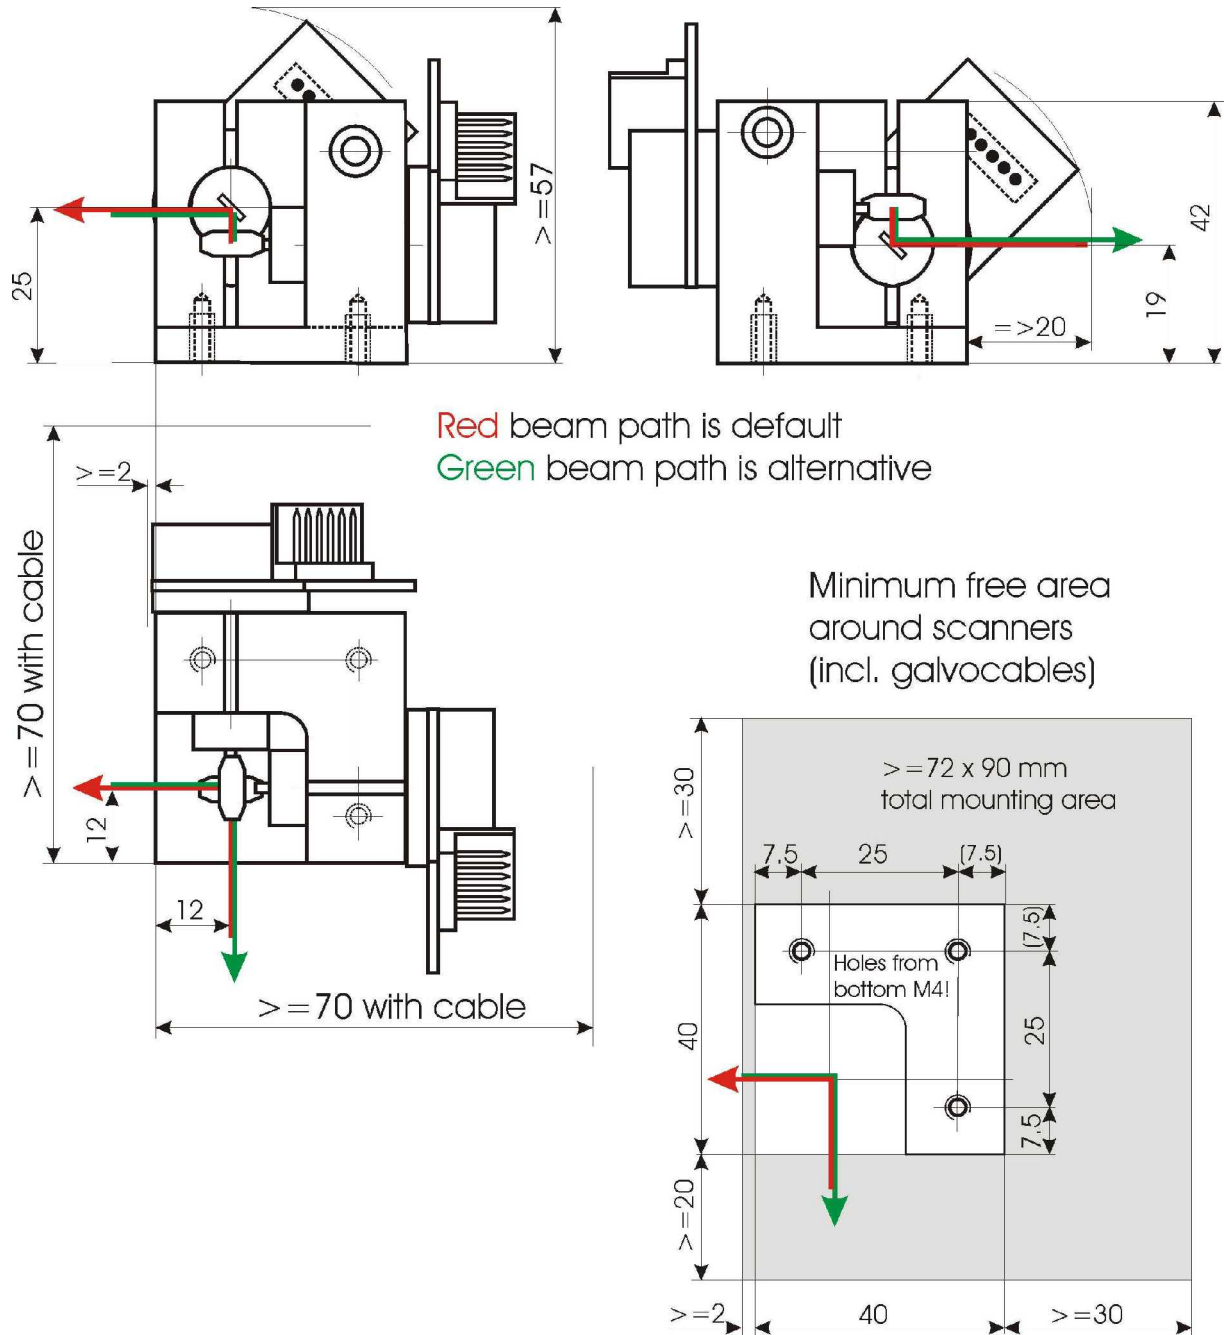 >=57
25
42
19
=>20
Red beam path is default
Green beam path is alternative
>=2
>=70 with cable
12
12
>=70 with cable
Minimum free area
around scanners
(incl. galvocables)
>=30
>=72 x 90 mm
total mounting area
7.5
25
(7.5)
(7.5)
Holes from
bottom M4!
40
25
7.5
>=20
>=2
40
>=30